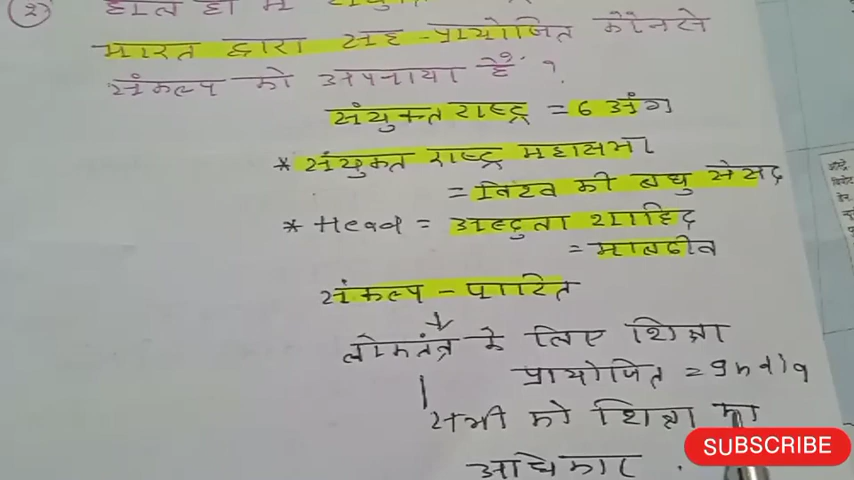 2)
हाल ही में संयुक्त
भारत द्वारा सह-प्रायोजित कौनसे
संकल्प को अपनाया है ?
संयुक्त राष्ट्र = 6 अंग
* संयुक्त राष्ट्र महासभा
= विश्व की लघु संसद
* Head = अब्दुला शाहिद
= मालदीव
संकल्प - पारित
लोकतंत्र के लिए शिक्षा
प्रायोजित = India
सभी को शिक्षा का
अधिकार .
SUBSCRIBE